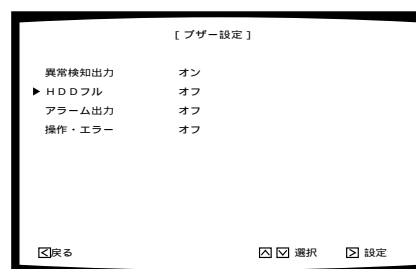 [ ブザー設定 ]
異常検知出力 オン
▶ ＨＤＤフル オフ
アラーム出力 オフ
操作・エラー オフ
<戻る ∧ ∨ 選択 > 設定